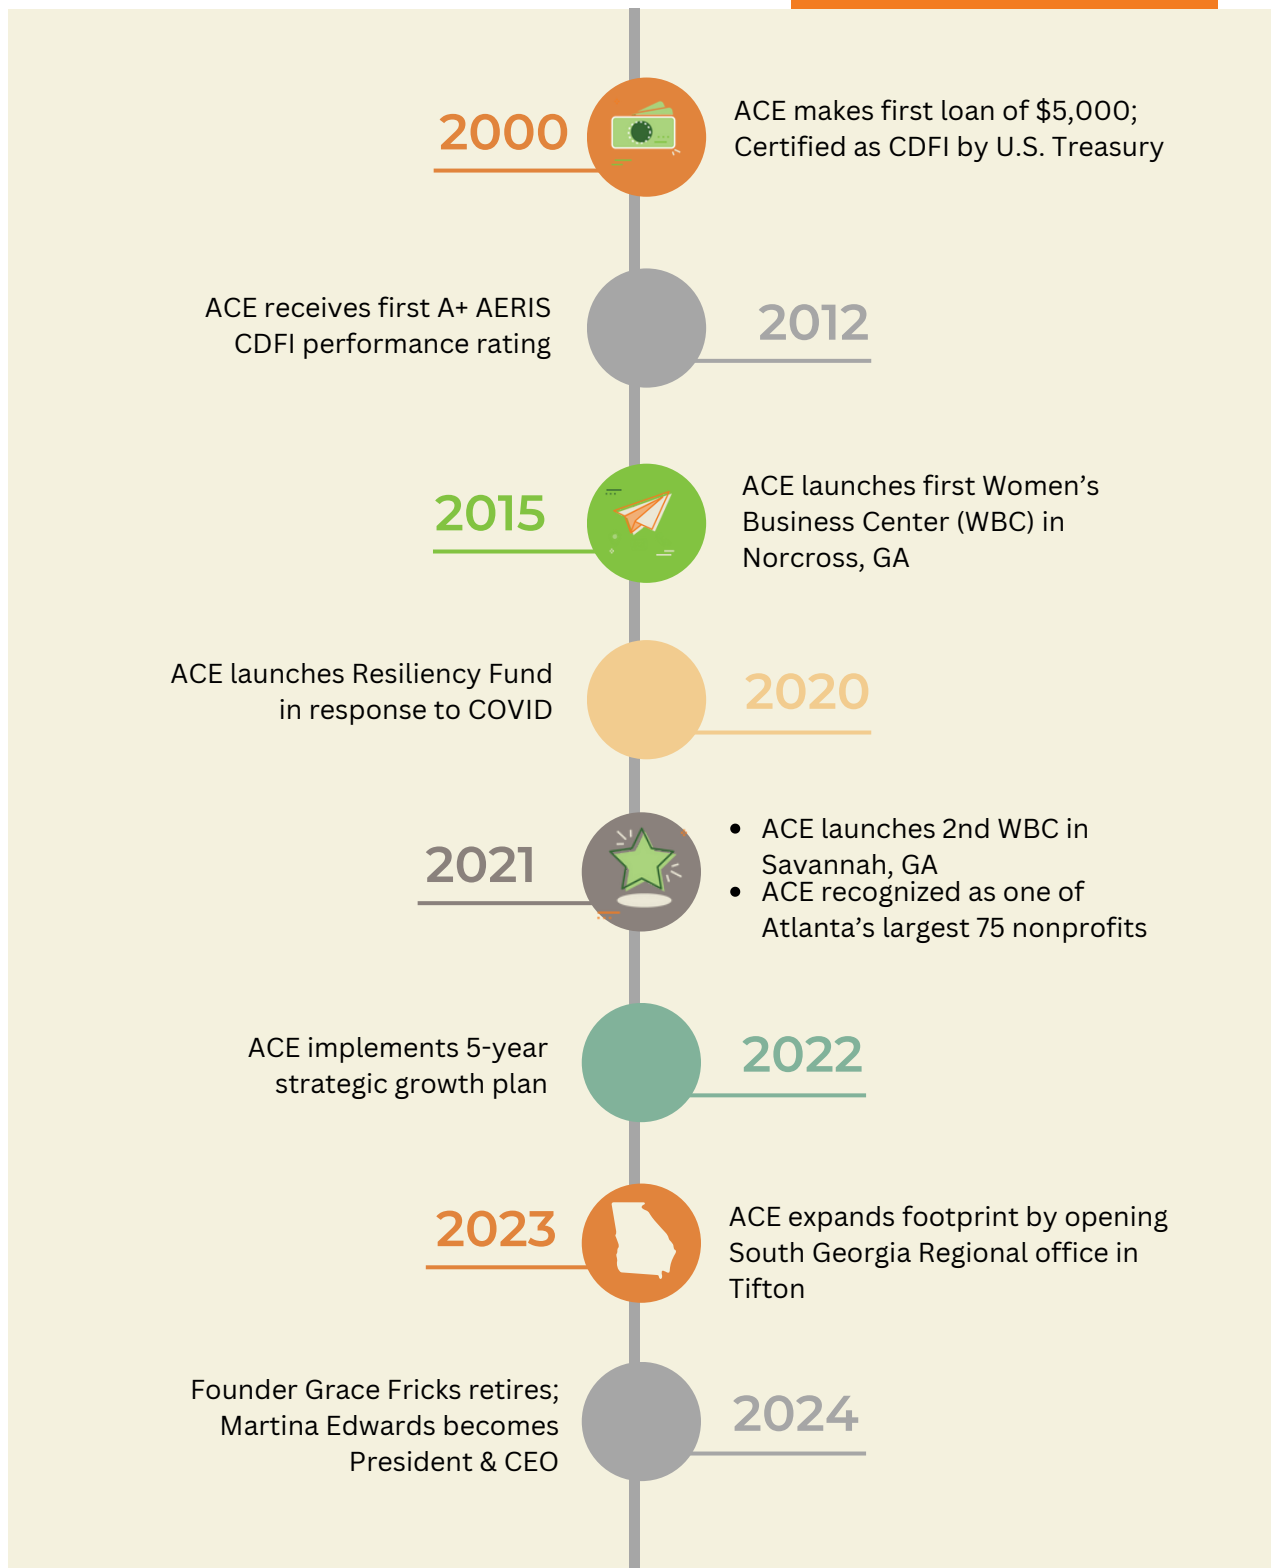 2000
ACE makes first loan of $5,000;
Certified as CDFI by U.S. Treasury
ACE receives first A+ AERIS
CDFI performance rating
2012
2015
ACE launches first Women’s
Business Center (WBC) in
Norcross, GA
ACE launches Resiliency Fund
in response to COVID
2020
2021
• ACE launches 2nd WBC in
Savannah, GA
• ACE recognized as one of
Atlanta’s largest 75 nonprofits
ACE implements 5-year
strategic growth plan
2022
2023
ACE expands footprint by opening
South Georgia Regional office in
Tifton
Founder Grace Fricks retires;
Martina Edwards becomes
President & CEO
2024